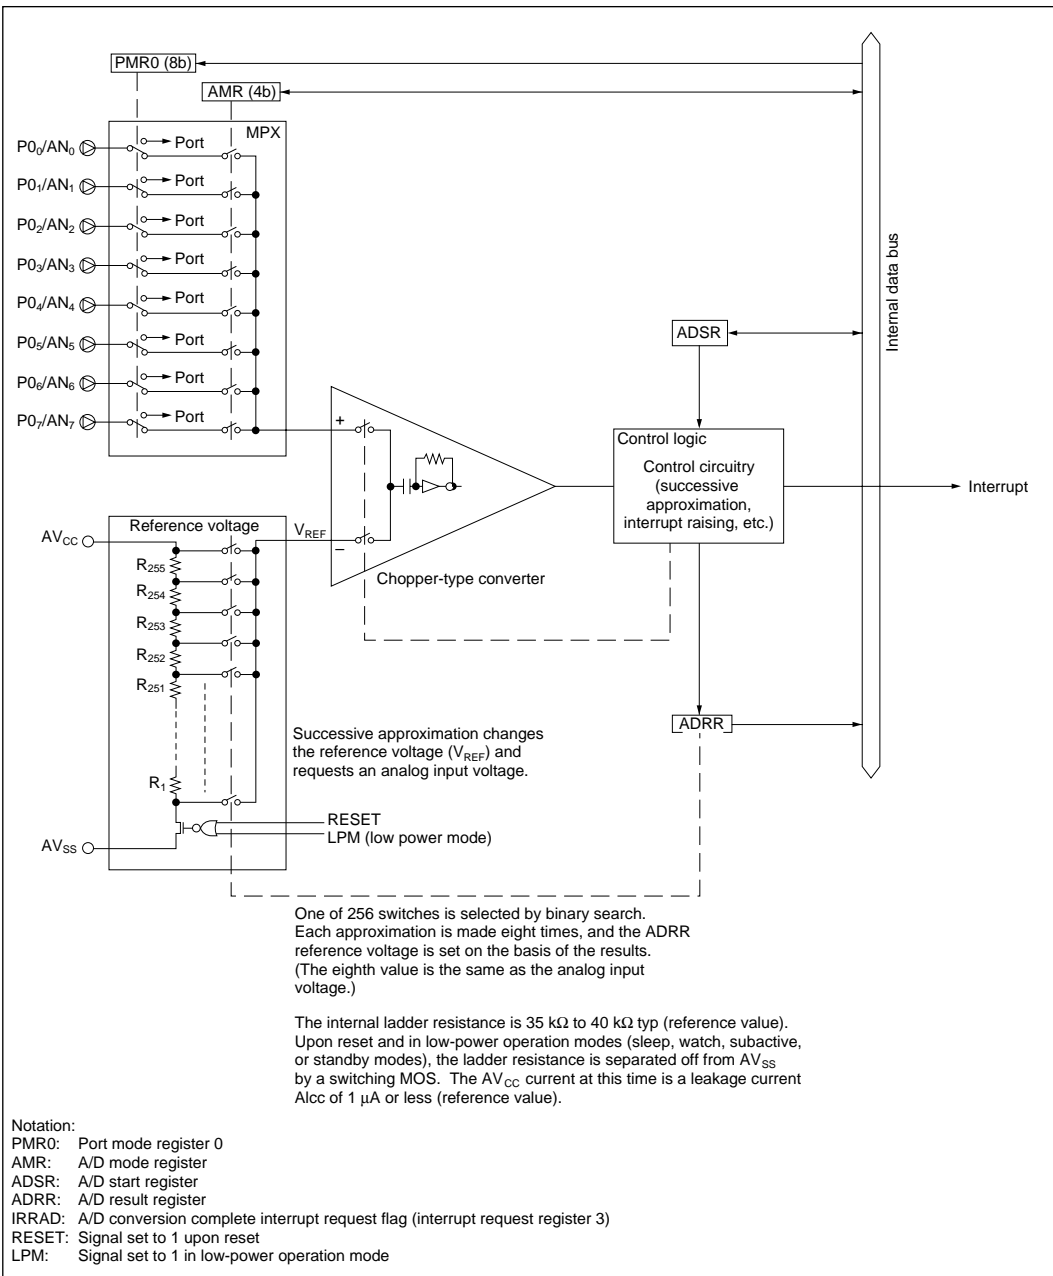 PMR0 (8b)
AMR (4b)
MPX
P0₀/AN₀ Port
P0₁/AN₁ Port
P0₂/AN₂ Port
P0₃/AN₃ Port
P0₄/AN₄ Port
P0₅/AN₅ Port
P0₆/AN₆ Port
P0₇/AN₇ Port
Internal data bus
ADSR
+
−
Control logic
Control circuitry
(successive
approximation,
interrupt raising, etc.)
Interrupt
Reference voltage
AV_CC
V_REF
Chopper-type converter
R₂₅₅
R₂₅₄
R₂₅₃
R₂₅₂
R₂₅₁
R₁
ADRR
Successive approximation changes
the reference voltage (V_REF) and
requests an analog input voltage.
RESET
LPM (low power mode)
AV_SS
One of 256 switches is selected by binary search.
Each approximation is made eight times, and the ADRR
reference voltage is set on the basis of the results.
(The eighth value is the same as the analog input
voltage.)
The internal ladder resistance is 35 kΩ to 40 kΩ typ (reference value).
Upon reset and in low-power operation modes (sleep, watch, subactive,
or standby modes), the ladder resistance is separated off from AV_SS
by a switching MOS. The AV_CC current at this time is a leakage current
AIcc of 1 μA or less (reference value).
Notation:
PMR0: Port mode register 0
AMR: A/D mode register
ADSR: A/D start register
ADRR: A/D result register
IRRAD: A/D conversion complete interrupt request flag (interrupt request register 3)
RESET: Signal set to 1 upon reset
LPM: Signal set to 1 in low-power operation mode